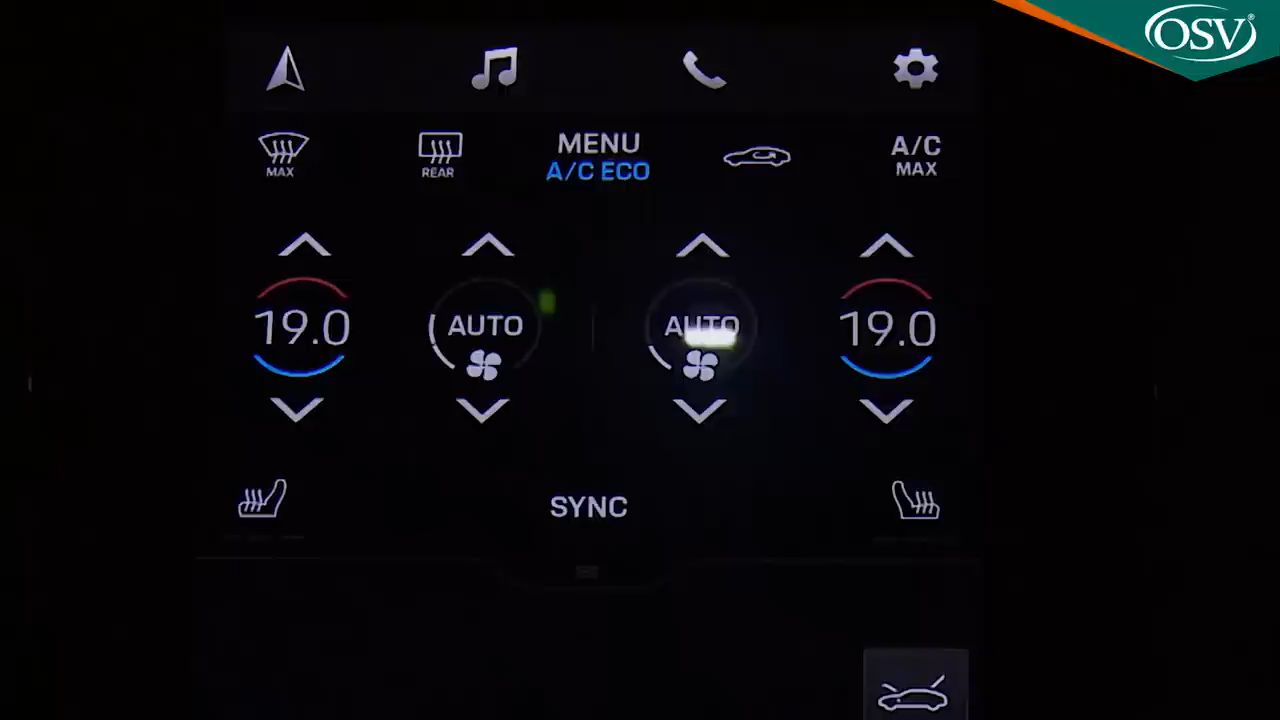 OSV®
MENU
A/C ECO
A/C
MAX
MAX
REAR
19.0
AUTO
AUTO
19.0
SYNC